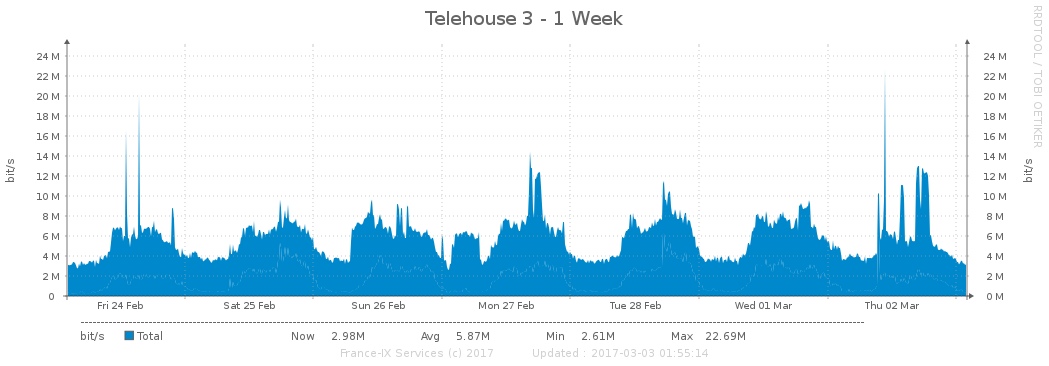 Telehouse 3 - 1 Week
RRDTOOL / TOBI OETIKER
bit/s
24 M 24 M
22 M 22 M
20 M 20 M
18 M 18 M
16 M 16 M
14 M 12 M
12 M 12 M
10 M 10 M
8 M 8 M
6 M 6 M
4 M 4 M
2 M 2 M
0 0 M
bit/s
Fri 24 Feb Sat 25 Feb Sun 26 Feb Mon 27 Feb Tue 28 Feb Wed 01 Mar Thu 02 Mar
bit/s Total Now 2.98M Avg 5.87M Min 2.61M Max 22.69M
France-IX Services (c) 2017 Updated : 2017-03-03 01:55:14